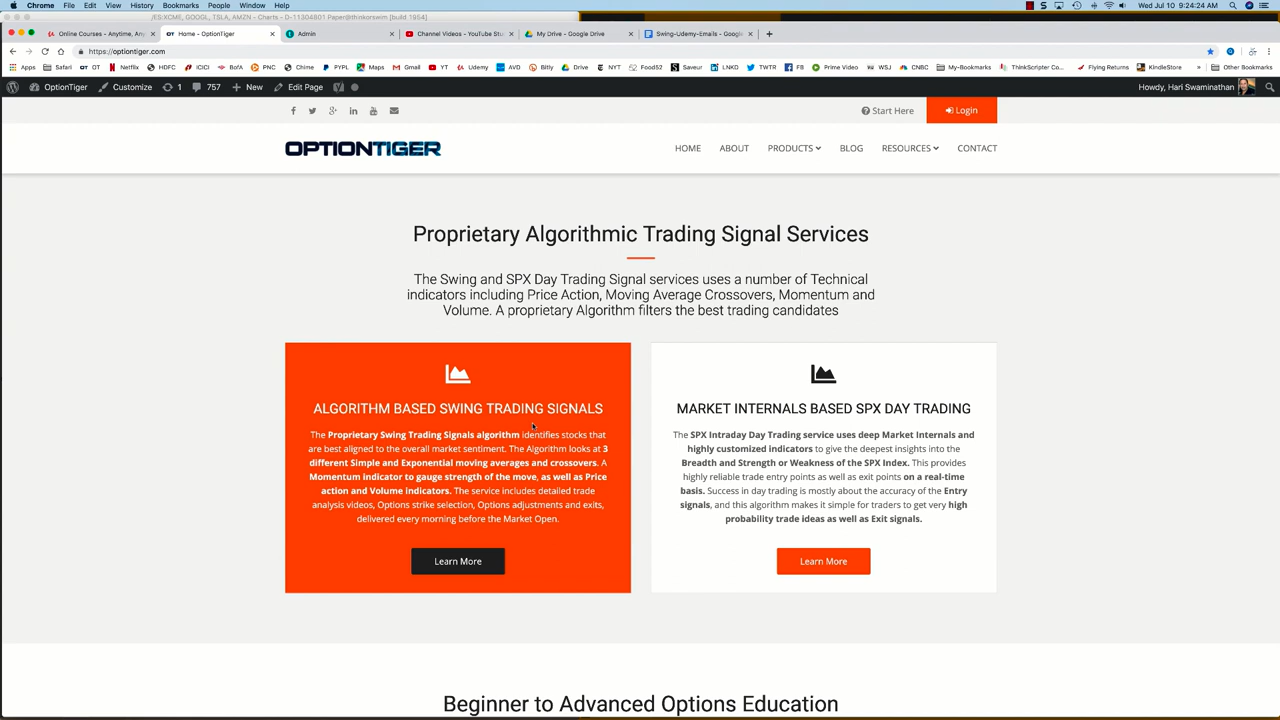 Chrome File Edit View History Bookmarks People Window Help Wed Jul 10 9:24:24 AM
/ES:XCME, GOOGL, TSLA, AMZN - Charts - D-11304801 Paper@thinkorswim [build 1954]
Online Courses - Anytime, Any Home - OptionTiger Admin Channel Videos - YouTube Stu My Drive - Google Drive Swing-Udemy-Emails - Google
https://optiontiger.com
Apps Safari OT HDFC ICICI BofA PNC Chime PYPL Maps Gmail YT Udemy AVD Bitly Drive NYT Food52 Saveur LNKD TWTR FB Prime Video CNBC My-Bookmarks ThinkScripter Co... Flying Returns KindleStore Other Bookmarks
OptionTiger Customize 1 757 New Edit Page Howdy, Hari Swaminathan
Start Here Login
OPTIONTIGER HOME ABOUT PRODUCTS BLOG RESOURCES CONTACT
Proprietary Algorithmic Trading Signal Services
The Swing and SPX Day Trading Signal services uses a number of Technical
indicators including Price Action, Moving Average Crossovers, Momentum and
Volume. A proprietary Algorithm filters the best trading candidates
ALGORITHM BASED SWING TRADING SIGNALS
The Proprietary Swing Trading Signals algorithm identifies stocks that
are best aligned to the overall market sentiment. The Algorithm looks at 3
different Simple and Exponential moving averages and crossovers. A
Momentum Indicator to gauge strength of the move, as well as Price
action and Volume indicators. The service includes detailed trade
analysis videos, Options strike selection, Options adjustments and exits,
delivered every morning before the Market Open.
Learn More
MARKET INTERNALS BASED SPX DAY TRADING
The SPX Intraday Day Trading service uses deep Market Internals and
highly customized indicators to give the deepest insights into the
Breadth and Strength or Weakness of the SPX Index. This provides
highly reliable trade entry points as well as exit points on a real-time
basis. Success in day trading is mostly about the accuracy of the Entry
signals, and this algorithm makes it simple for traders to get very high
probability trade ideas as well as Exit signals.
Learn More
Beginner to Advanced Options Education